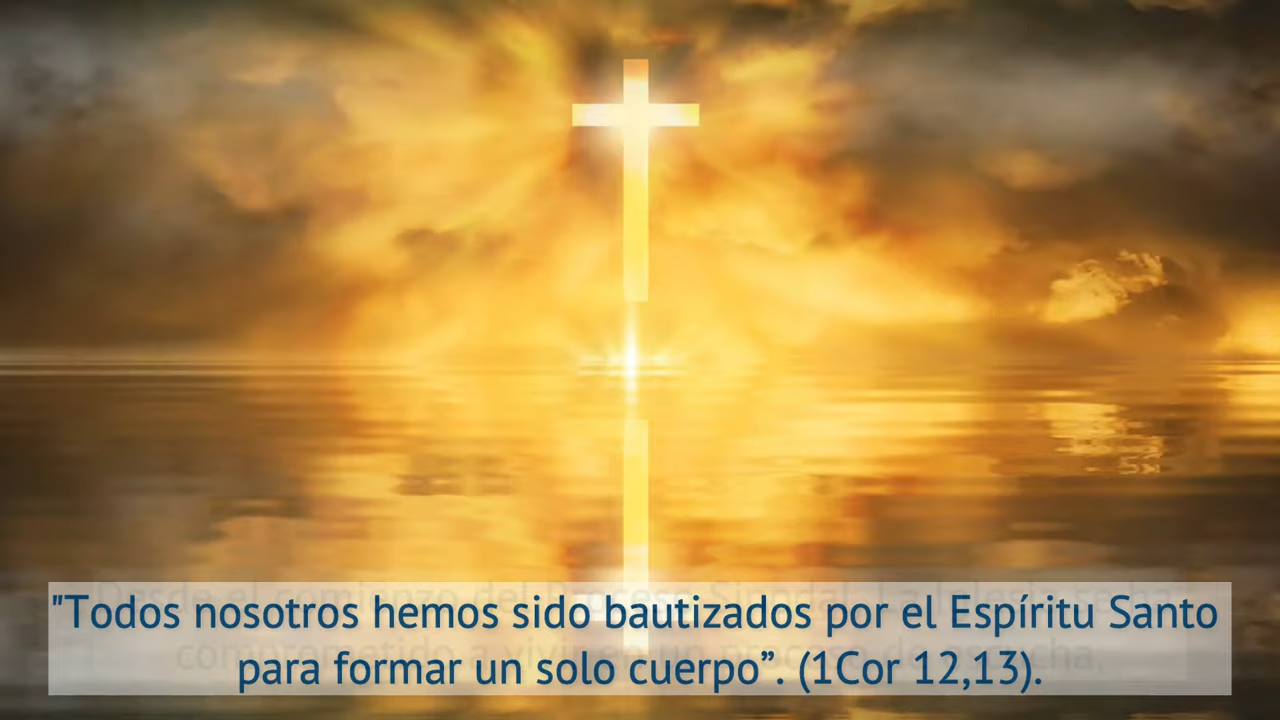 "Todos nosotros hemos sido bautizados por el Espíritu Santo
para formar un solo cuerpo”. (1Cor 12,13).